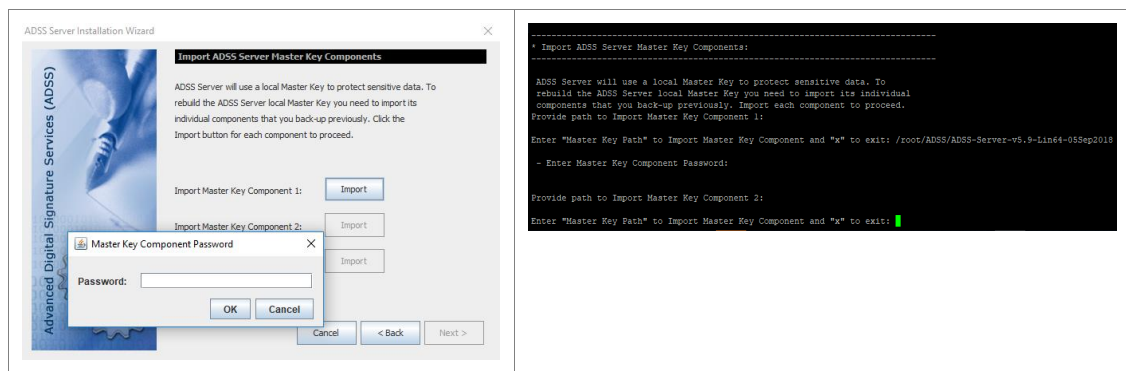 ADSS Server Installation Wizard
Advanced Digital Signature Services (ADSS)
Import ADSS Server Master Key Components
ADSS Server will use a local Master Key to protect sensitive data. To
rebuild the ADSS Server local Master Key you need to import its
individual components that you back-up previously. Click the
Import button for each component to proceed.
Import Master Key Component 1: Import
Import Master Key Component 2: Import
Import
Master Key Component Password
Password:
OK Cancel
Cancel < Back Next >
* Import ADSS Server Master Key Components:
ADSS Server will use a local Master Key to protect sensitive data. To
rebuild the ADSS Server local Master Key you need to import its individual
components that you back-up previously. Import each component to proceed.
Provide path to Import Master Key Component 1:
Enter "Master Key Path" to Import Master Key Component and "x" to exit: /root/ADSS/ADSS-Server-v5.9-Lin64-05Sep2018
- Enter Master Key Component Password:
Provide path to Import Master Key Component 2:
Enter "Master Key Path" to Import Master Key Component and "x" to exit: